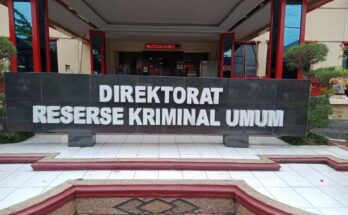 DIREKTORAT
RESERSE KRIMINAL UMUM